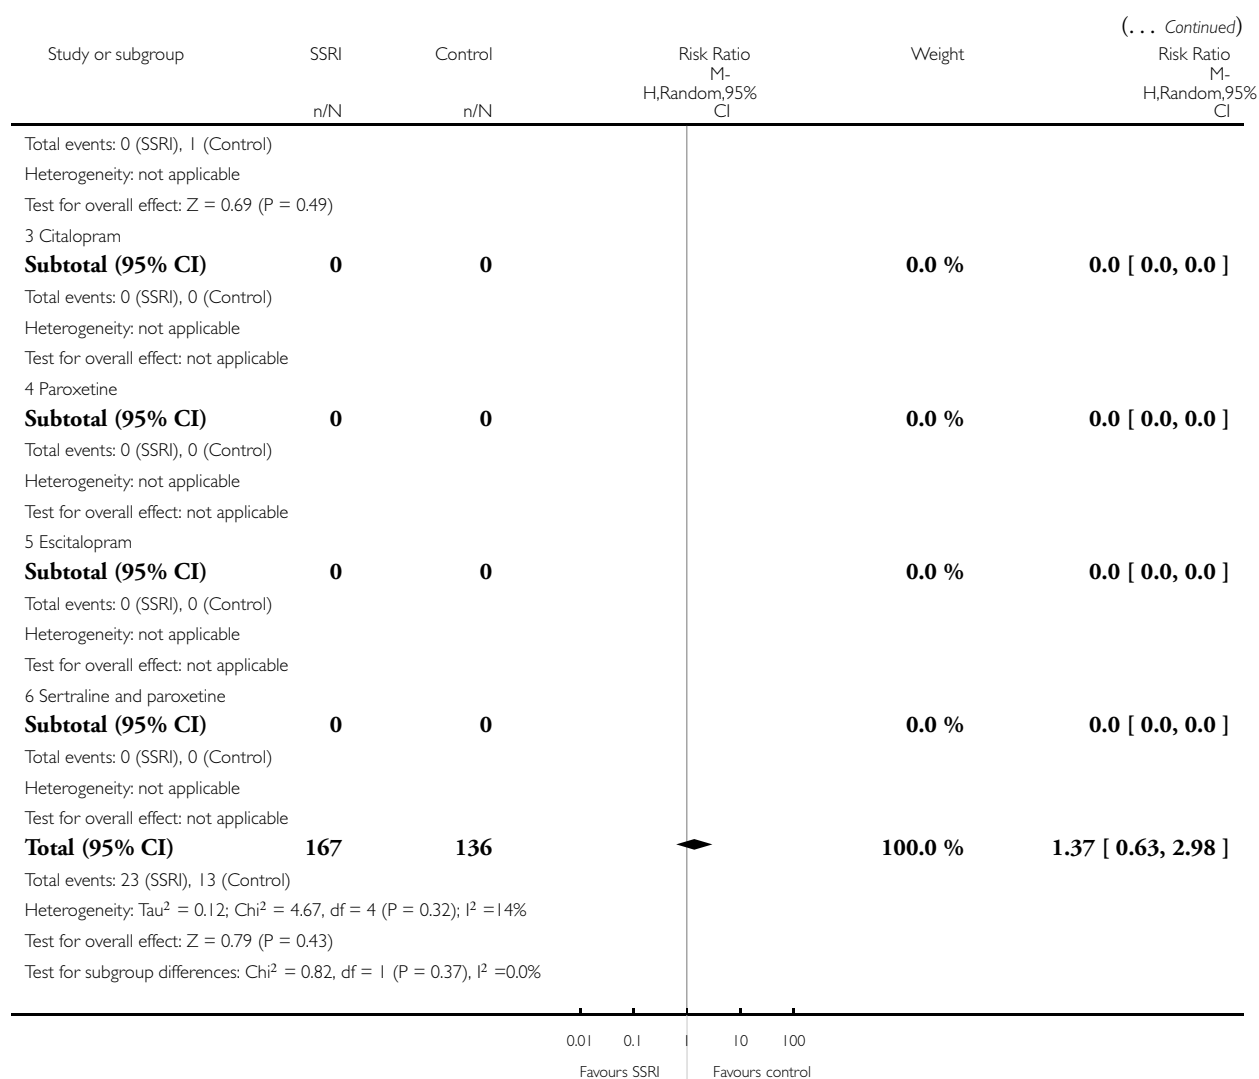 (... Continued)
Study or subgroup SSRI Control Risk Ratio Weight Risk Ratio
M- M-
H,Random,95% H,Random,95%
n/N n/N CI CI
Total events: 0 (SSRI), 1 (Control)
Heterogeneity: not applicable
Test for overall effect: Z = 0.69 (P = 0.49)
3 Citalopram
Subtotal (95% CI) 0 0 0.0 % 0.0 [ 0.0, 0.0 ]
Total events: 0 (SSRI), 0 (Control)
Heterogeneity: not applicable
Test for overall effect: not applicable
4 Paroxetine
Subtotal (95% CI) 0 0 0.0 % 0.0 [ 0.0, 0.0 ]
Total events: 0 (SSRI), 0 (Control)
Heterogeneity: not applicable
Test for overall effect: not applicable
5 Escitalopram
Subtotal (95% CI) 0 0 0.0 % 0.0 [ 0.0, 0.0 ]
Total events: 0 (SSRI), 0 (Control)
Heterogeneity: not applicable
Test for overall effect: not applicable
6 Sertraline and paroxetine
Subtotal (95% CI) 0 0 0.0 % 0.0 [ 0.0, 0.0 ]
Total events: 0 (SSRI), 0 (Control)
Heterogeneity: not applicable
Test for overall effect: not applicable
Total (95% CI) 167 136 100.0 % 1.37 [ 0.63, 2.98 ]
Total events: 23 (SSRI), 13 (Control)
Heterogeneity: Tau² = 0.12; Chi² = 4.67, df = 4 (P = 0.32); I² =14%
Test for overall effect: Z = 0.79 (P = 0.43)
Test for subgroup differences: Chi² = 0.82, df = 1 (P = 0.37), I² =0.0%
0.01 0.1 1 10 100
Favours SSRI Favours control